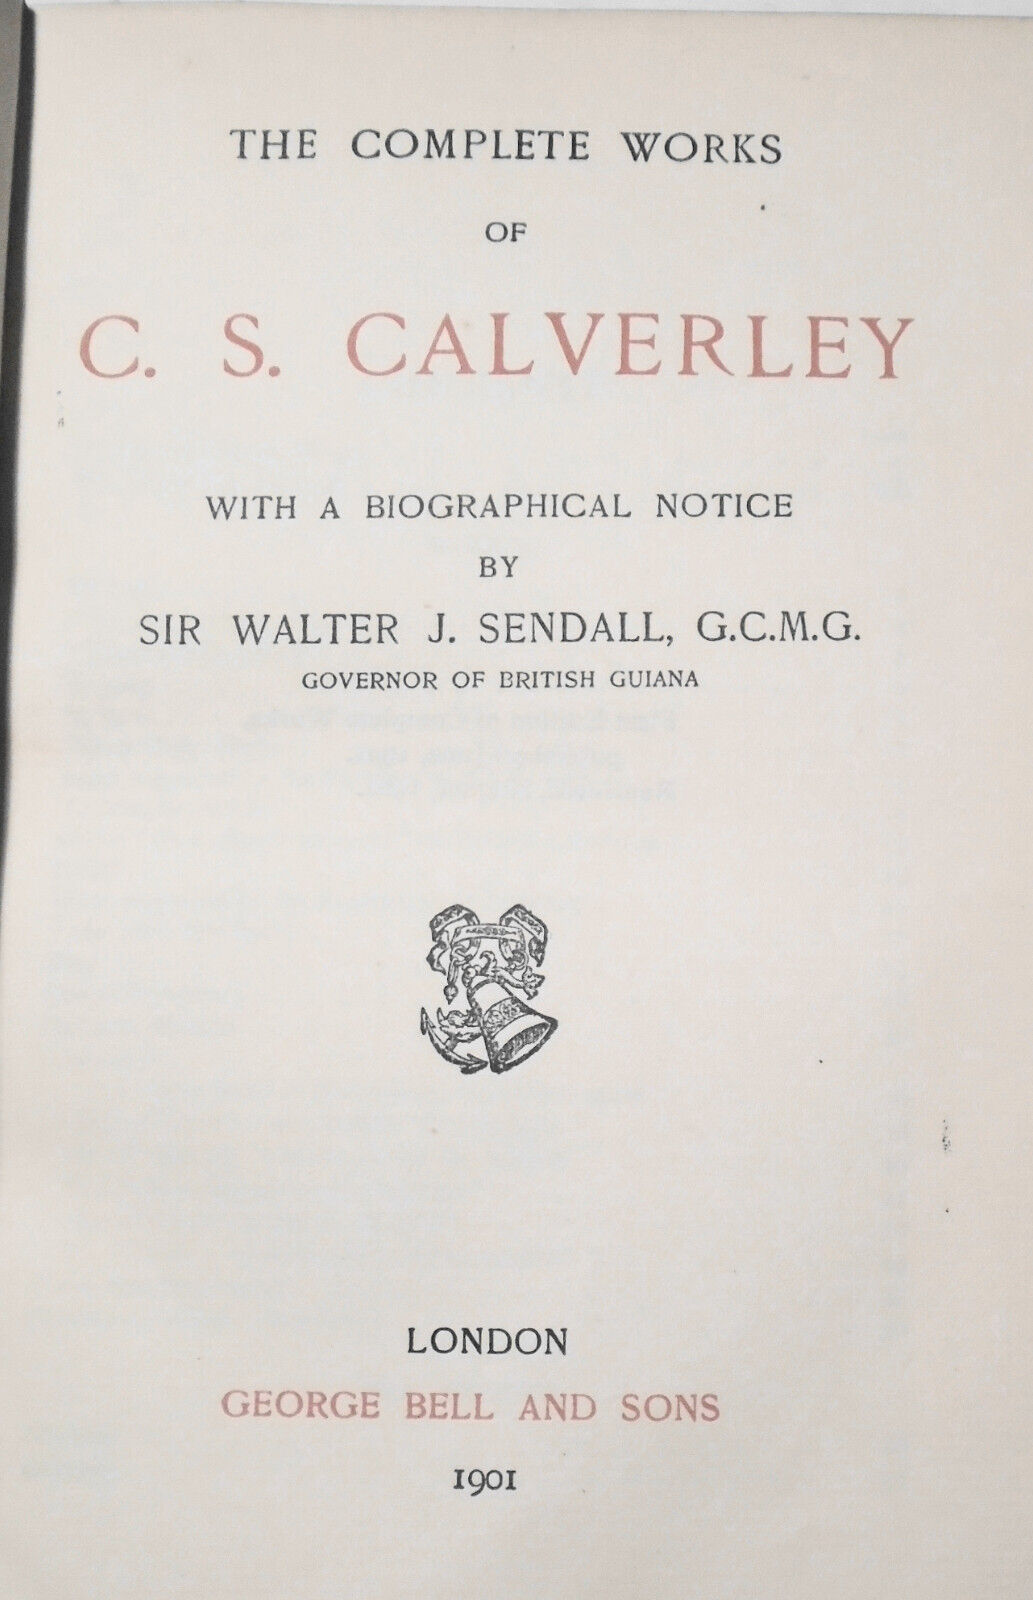 THE COMPLETE WORKS
OF
C. S. CALVERLEY
WITH A BIOGRAPHICAL NOTICE
BY
SIR WALTER J. SENDALL, G.C.M.G.
GOVERNOR OF BRITISH GUIANA
LONDON
GEORGE BELL AND SONS
1901